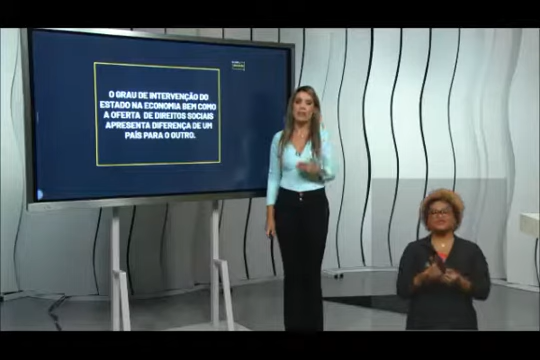 O GRAU DE INTERVENÇÃO DO
ESTADO NA ECONOMIA BEM COMO
A OFERTA DE DIREITOS SOCIAIS
APRESENTA DIFERENÇA DE UM
PAÍS PARA O OUTRO.